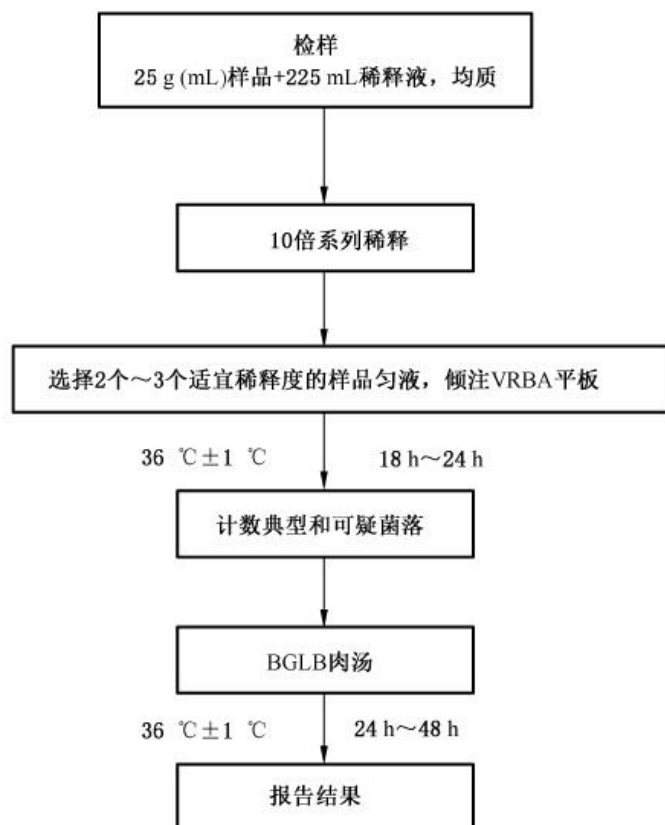 检样
25 g (mL)样品+225 mL稀释液，均质
10倍系列稀释
选择2个～3个适宜稀释度的样品匀液，倾注VRBA平板
36 ℃±1 ℃ 18 h～24 h
计数典型和可疑菌落
BGLB肉汤
36 ℃±1 ℃ 24 h～48 h
报告结果